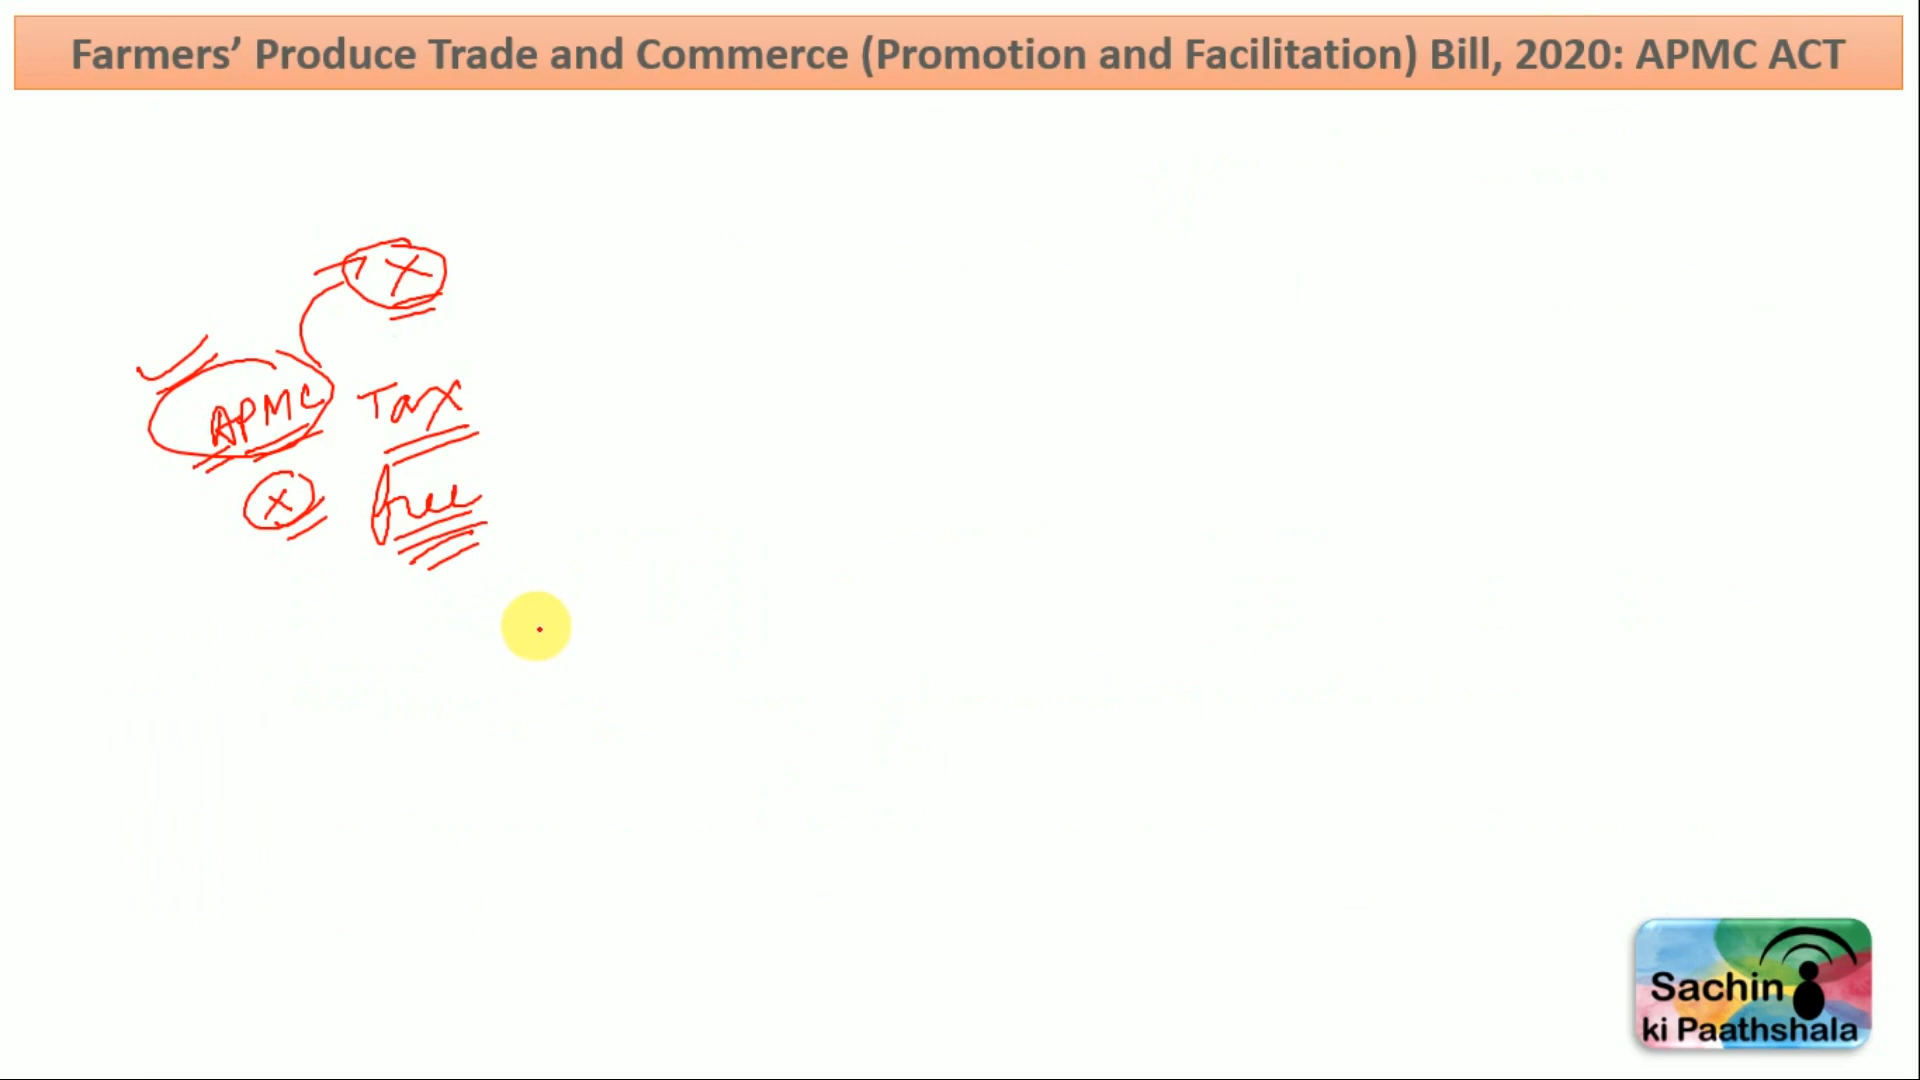 Farmers’ Produce Trade and Commerce (Promotion and Facilitation) Bill, 2020: APMC ACT
X
APMC Tax
x free
Sachin
ki Paathshala